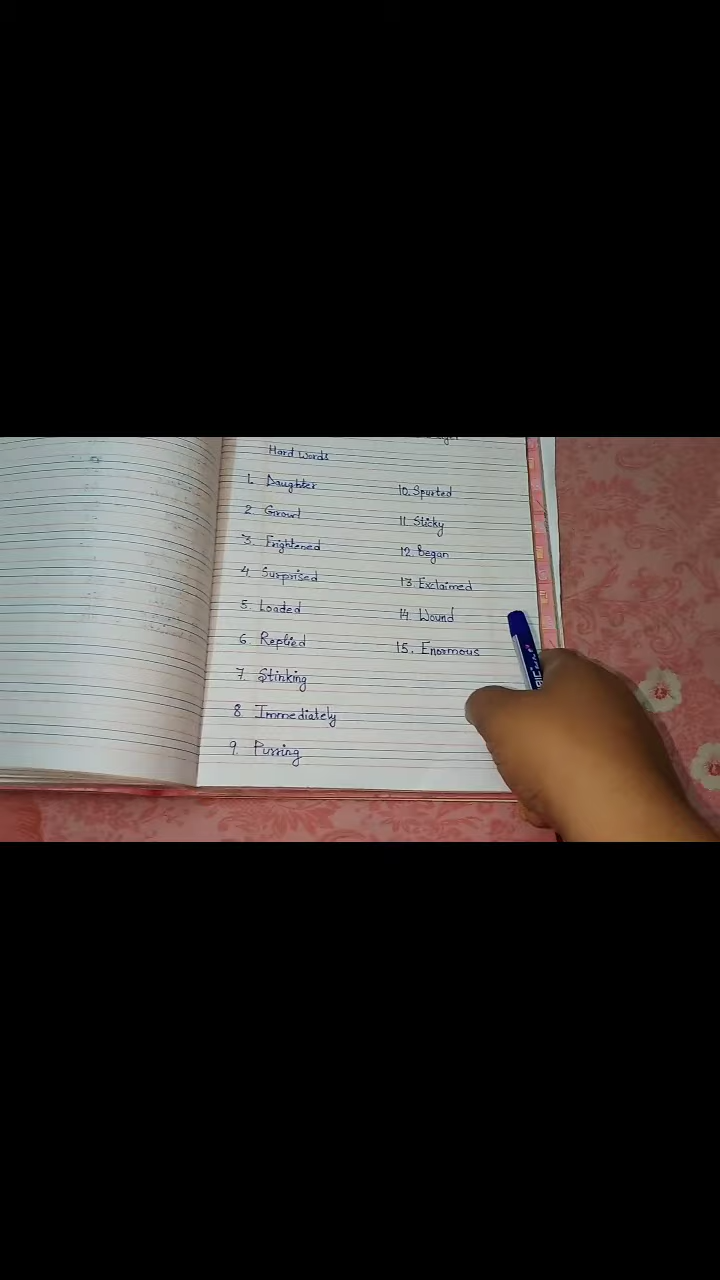 Hard Words
1. Daughter
2. Growl
3. Frightened
4. Surprised
5. Loaded
6. Replied
7. Stinking
8 Immediately
9. Purring
10. Spurted
11. Sticky
12. Began
13. Exclaimed
14. Wound
15. Enormous